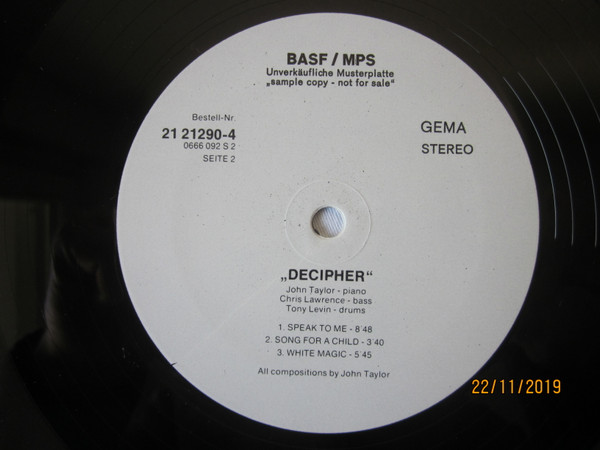 BASF / MPS
Unverkäufliche Musterplatte
„sample copy - not for sale“
Bestell-Nr.
21 21290-4
0666 092 S 2
SEITE 2
GEMA
STEREO
„DECIPHER“
John Taylor - piano
Chris Lawrence - bass
Tony Levin - drums
1. SPEAK TO ME - 8'48
2. SONG FOR A CHILD - 3'40
3. WHITE MAGIC - 5'45
All compositions by John Taylor
22/11/2019